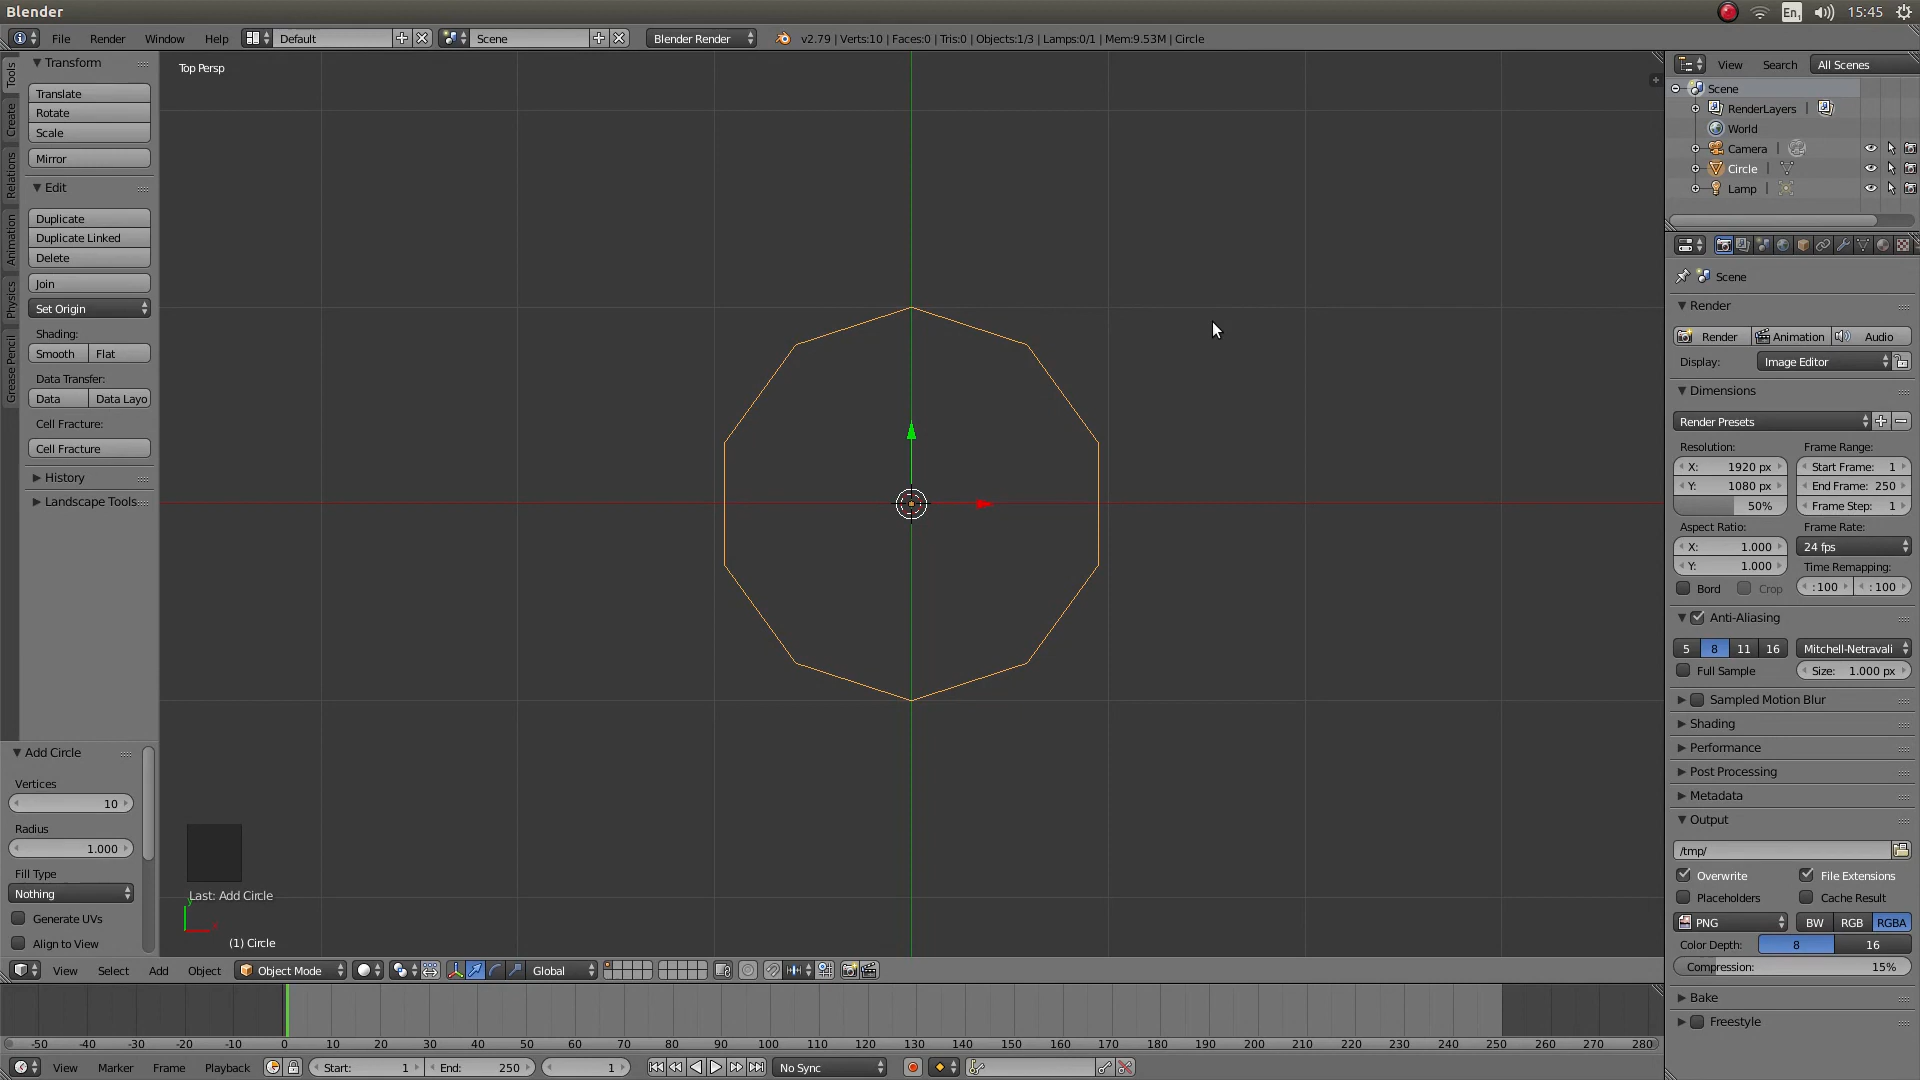 Blender
En₁ 15:45
File Render Window Help Default Scene Blender Render v2.79 | Verts:10 | Faces:0 | Tris:0 | Objects:1/3 | Lamps:0/1 | Mem:9.53M | Circle
Tools
Create
Relations
Animation
Physics
Grease Pencil
Transform
Translate
Rotate
Scale
Mirror
Edit
Duplicate
Duplicate Linked
Delete
Join
Set Origin
Shading:
Smooth Flat
Data Transfer:
Data Data Layo
Cell Fracture:
Cell Fracture
History
Landscape Tools
Add Circle
Vertices
10
Radius
1.000
Fill Type
Nothing
Generate UVs
Align to View
Top Persp
Last: Add Circle
(1) Circle
View Select Add Object Object Mode Global
-50 -40 -30 -20 -10 0 10 20 30 40 50 60 70 80 90 100 110 120 130 140 150 160 170 180 190 200 210 220 230 240 250 260 270 280
View Marker Frame Playback Start: 1 End: 250 1 No Sync
View Search All Scenes
Scene
RenderLayers |
World
Camera |
Circle |
Lamp |
Scene
Render
Render Animation Audio
Display: Image Editor
Dimensions
Render Presets
Resolution: Frame Range:
X: 1920 px Start Frame: 1
Y: 1080 px End Frame: 250
50% Frame Step: 1
Aspect Ratio: Frame Rate:
X: 1.000 24 fps
Y: 1.000 Time Remapping:
Bord Crop :100 :100
Anti-Aliasing
5 8 11 16 Mitchell-Netravali
Full Sample Size: 1.000 px
Sampled Motion Blur
Shading
Performance
Post Processing
Metadata
Output
/tmp/
Overwrite File Extensions
Placeholders Cache Result
PNG BW RGB RGBA
Color Depth: 8 16
Compression: 15%
Bake
Freestyle